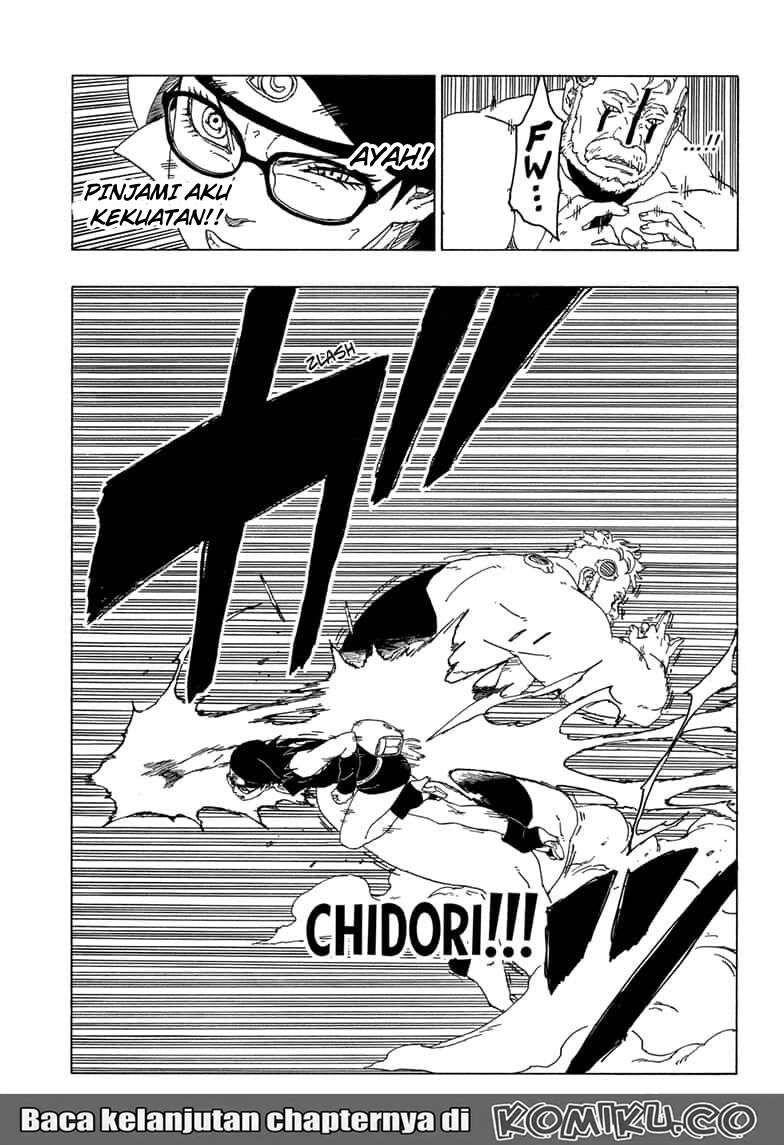 AYAH!
PINJAMI AKU
KEKUATAN!!
FW...
...!!
ZLASH
CHIDORI!!!
Baca kelanjutan chapternya di KOMIKU.CO